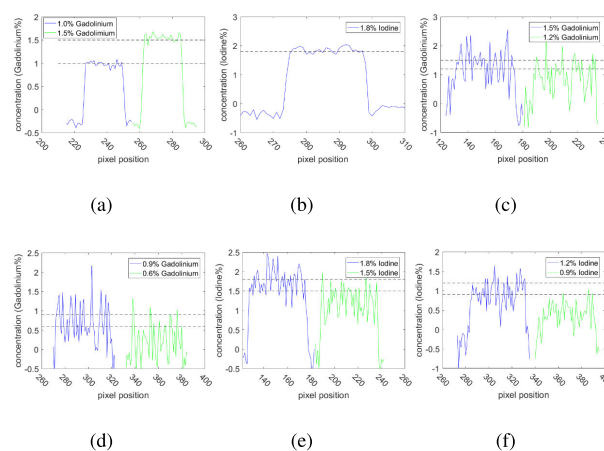 1.0% Gadolinium
1.5% Gadolinium
concentration (Gadolinium%)
2
1.5
1
0.5
0
-0.5
200 220 240 260 280 300
pixel position
(a)
1.8% Iodine
concentration (Iodine%)
3
2
1
0
-1
260 270 280 290 300 310
pixel position
(b)
1.5% Gadolinium
1.2% Gadolinium
concentration (Gadolinium%)
3
2
1
0
-1
120 140 160 180 200 220
pixel position
(c)
0.9% Gadolinium
0.6% Gadolinium
concentration (Gadolinium%)
2.5
2
1.5
1
0.5
0
-0.5
260 280 300 320 340 360 380 400
pixel position
(d)
1.8% Iodine
1.5% Iodine
concentration (Iodine%)
2.5
2
1.5
1
0.5
0
-0.5
140 160 180 200 220 240 260
pixel position
(e)
1.2% Iodine
0.9% Iodine
concentration (Iodine%)
2
1.5
1
0.5
0
-0.5
-1
260 280 300 320 340 360 380
pixel position
(f)